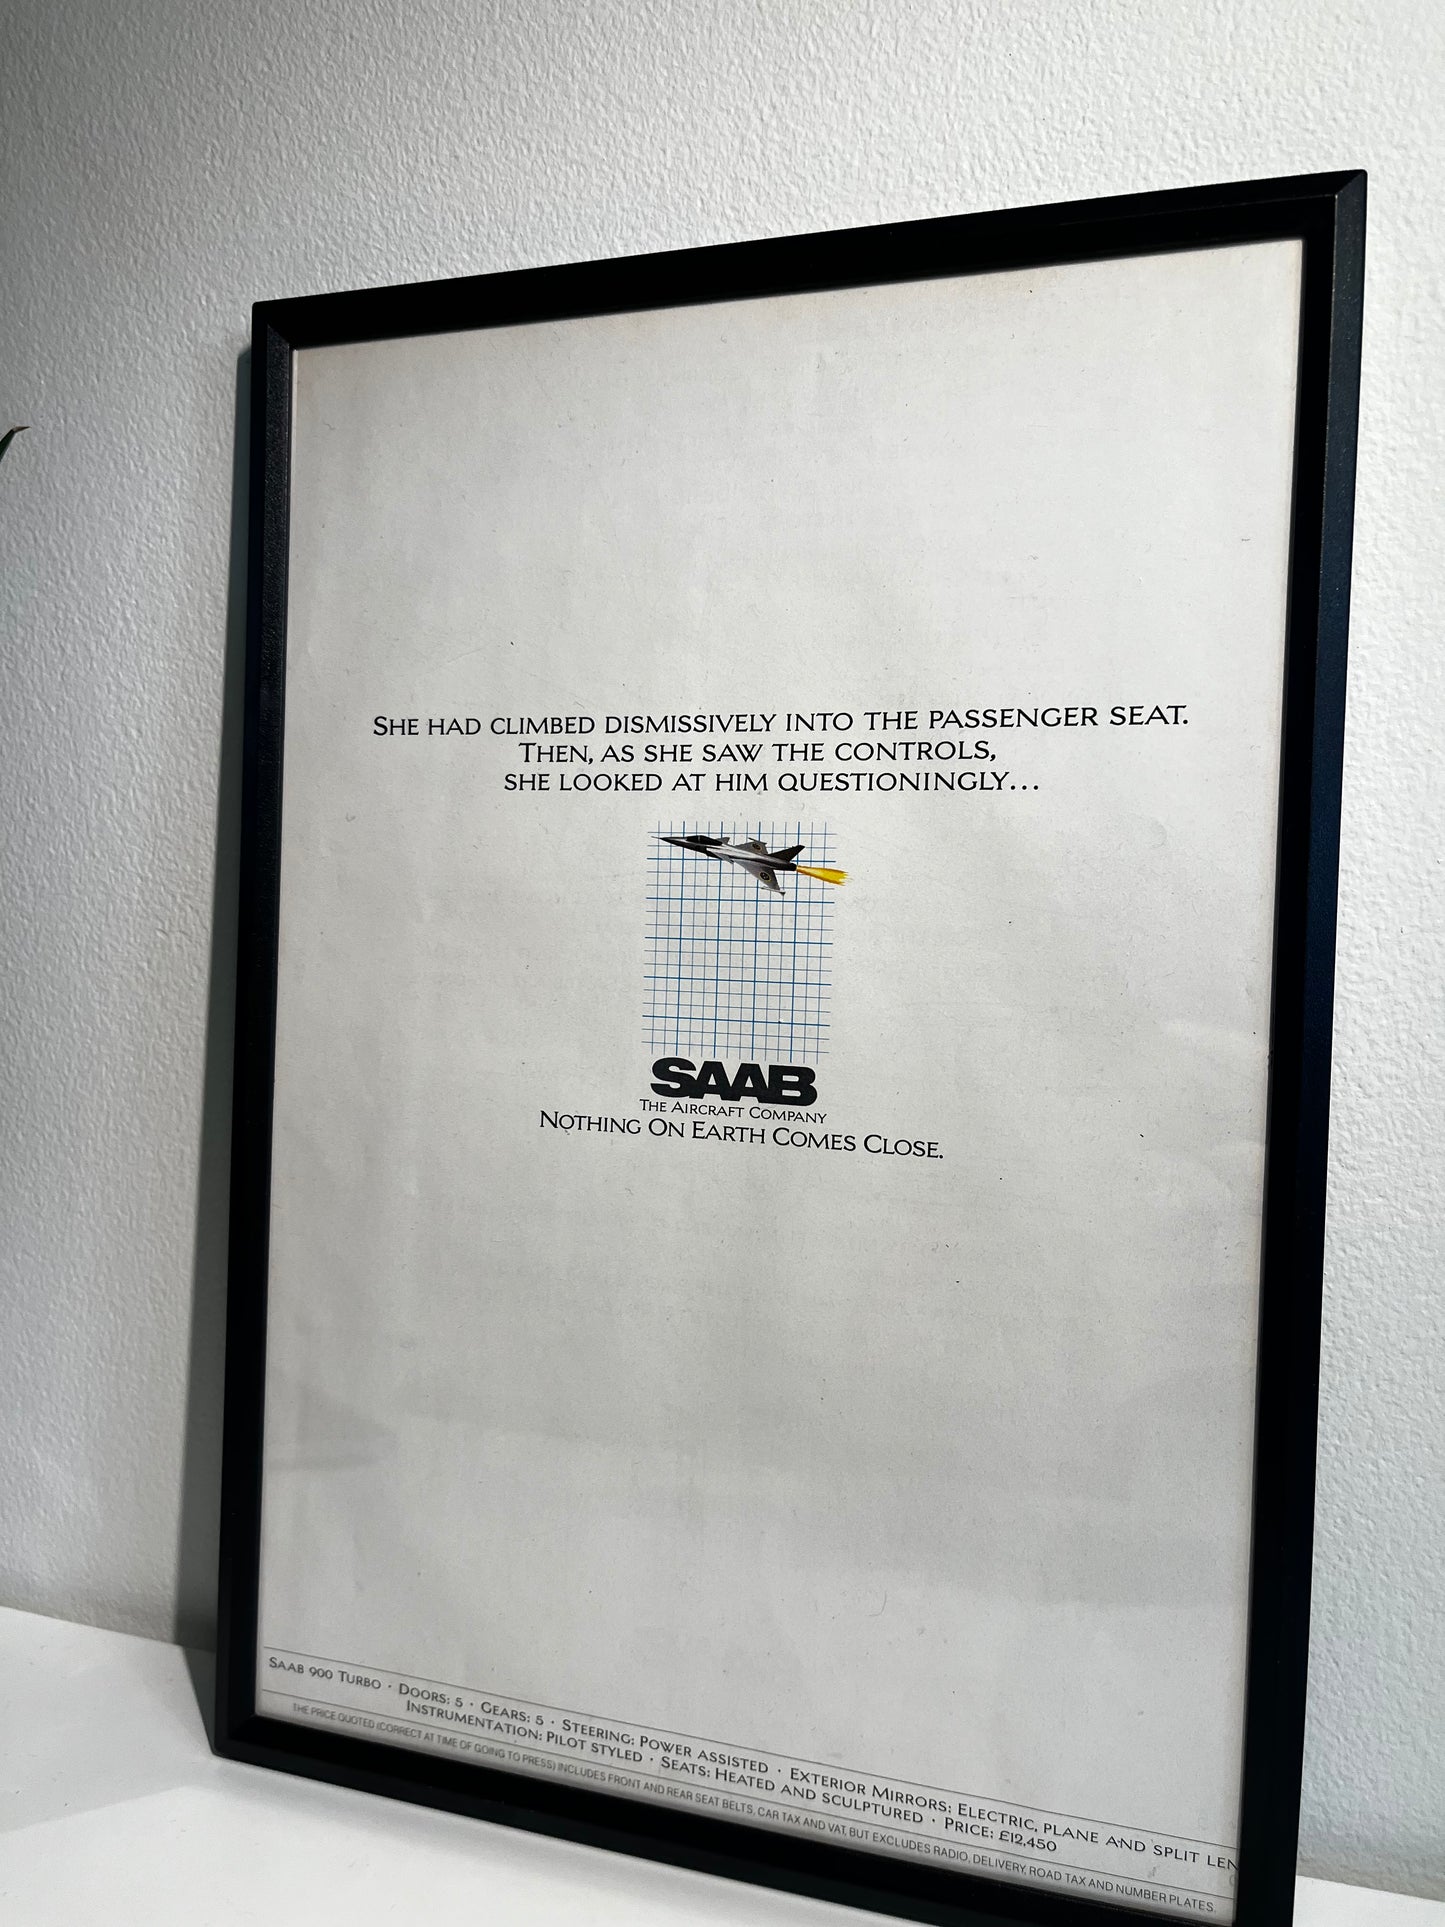 She had climbed dismissively into the passenger seat.
Then, as she saw the controls,
she looked at him questioningly...
SAAB
The Aircraft Company
Nothing On Earth Comes Close.
Saab 900 Turbo · Doors: 5 · Gears: 5 · Steering: Power assisted · Exterior Mirrors: Electric, plane and split len
Instrumentation: Pilot styled · Seats: Heated and sculptured · Price: £12,450
THE PRICE QUOTED (CORRECT AT TIME OF GOING TO PRESS) INCLUDES FRONT AND REAR SEAT BELTS, CAR TAX AND VAT, BUT EXCLUDES RADIO, DELIVERY, ROAD TAX AND NUMBER PLATES.